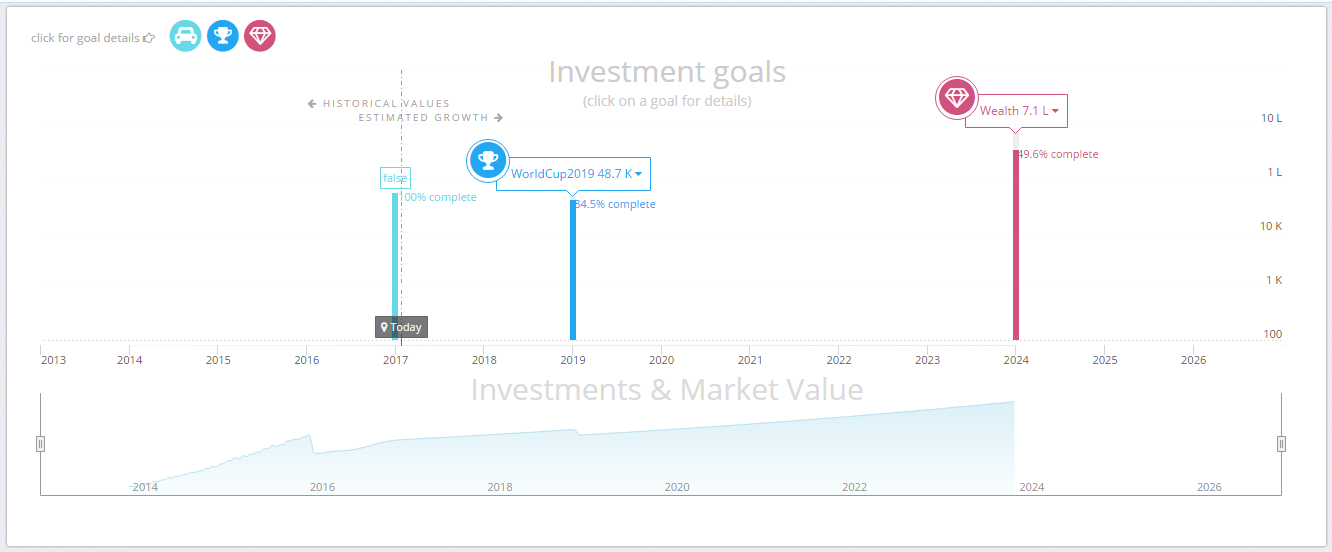 click for goal details
Investment goals
(click on a goal for details)
HISTORICAL VALUES
ESTIMATED GROWTH
Wealth 7.1 L
10 L
49.6% complete
WorldCup2019 48.7 K
1 L
false
00% complete
84.5% complete
10 K
1 K
Today
100
2013 2014 2015 2016 2017 2018 2019 2020 2021 2022 2023 2024 2025 2026
Investments & Market Value
2014 2016 2018 2020 2022 2024 2026